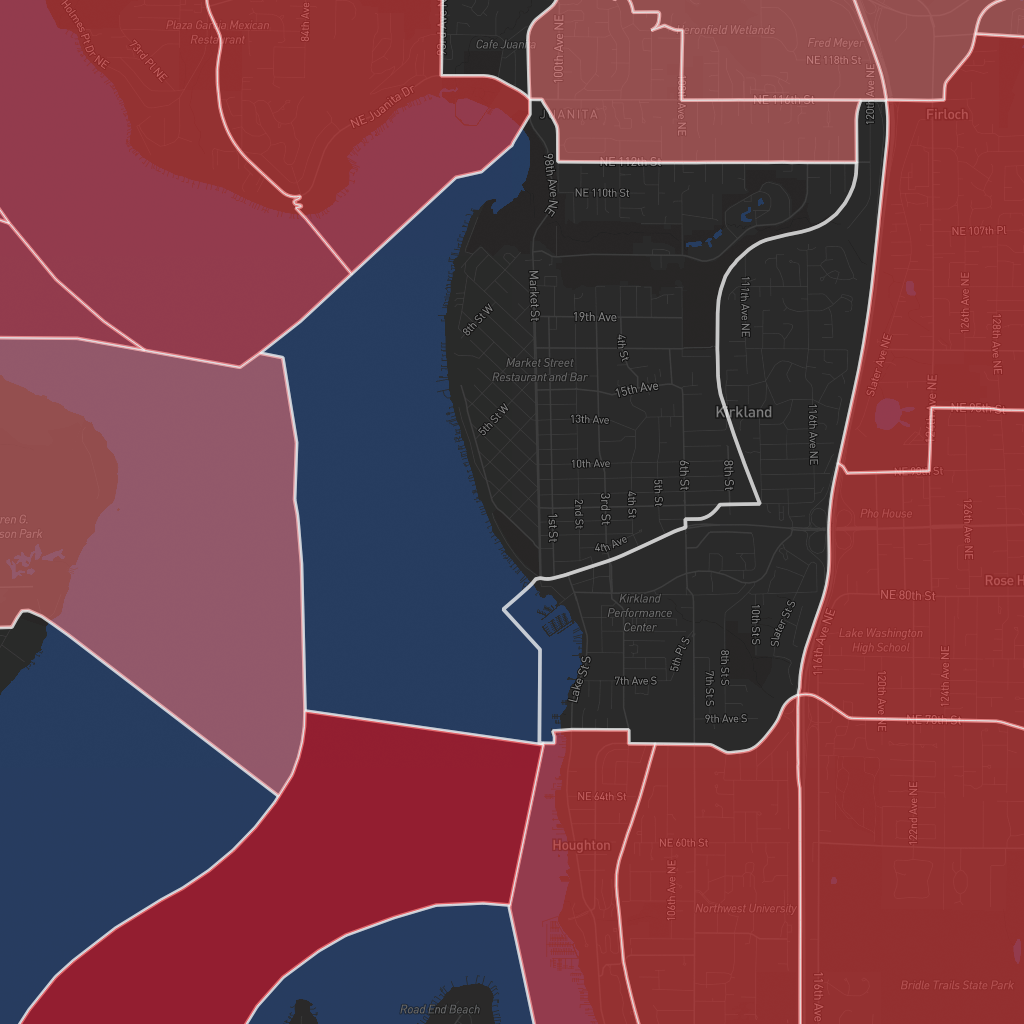 Holmes Pt Dr NE
73rd Pl NE
Plaza Garcia Mexican
Restaurant
84th Ave
Cafe Juanita
100th Ave NE
Heronfield Wetlands
Fred Meyer
NE 118th St
120th Ave NE
NE 116th St
NE Juanita Dr
JUANITA
Firloch
98th Ave NE
NE 112th St
NE 110th St
NE 107th Pl
Market St
111th Ave NE
126th Ave NE
128th Ave NE
8th St W
19th Ave
4th St
Slater Ave NE
Market Street
Restaurant and Bar
15th Ave
5th St W
13th Ave
Kirkland
116th Ave NE
NE 95th St
10th Ave
6th St
8th St
5th St
4th St
3rd St
2nd St
1st St
Pho House
126th Ave NE
4th Ave
Rose H
Kirkland
Performance
Center
10th St S
Slater St S
NE 80th St
116th Ave NE
Lake Washington
High School
5th Pl S
8th St S
7th St S
Lake St S
7th Ave S
120th Ave NE
124th Ave NE
9th Ave S
NE 70th St
NE 64th St
122nd Ave NE
Houghton
NE 60th St
106th Ave NE
Northwest University
116th Ave
Bridle Trails State Park
Road End Beach
ren G.
son Park